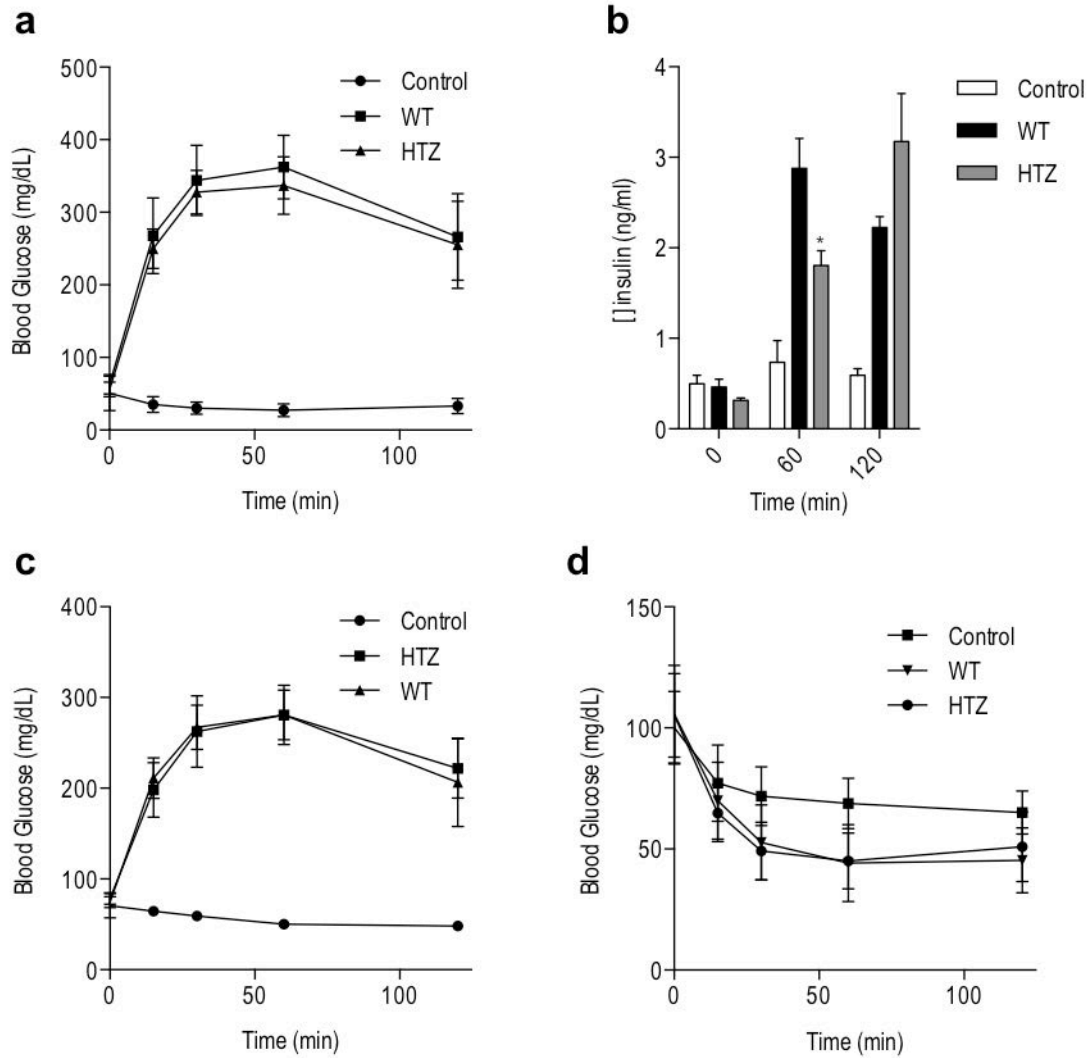 a
500
400
300
200
100
0
0 50 100
Blood Glucose (mg/dL)
Time (min)
Control
WT
HTZ
b
4
3
2
1
0
0 60 120
[] insulin (ng/ml)
Time (min)
*
Control
WT
HTZ
c
400
300
200
100
0
0 50 100
Blood Glucose (mg/dL)
Time (min)
Control
HTZ
WT
d
150
100
50
0
0 50 100
Blood Glucose (mg/dL)
Time (min)
Control
WT
HTZ